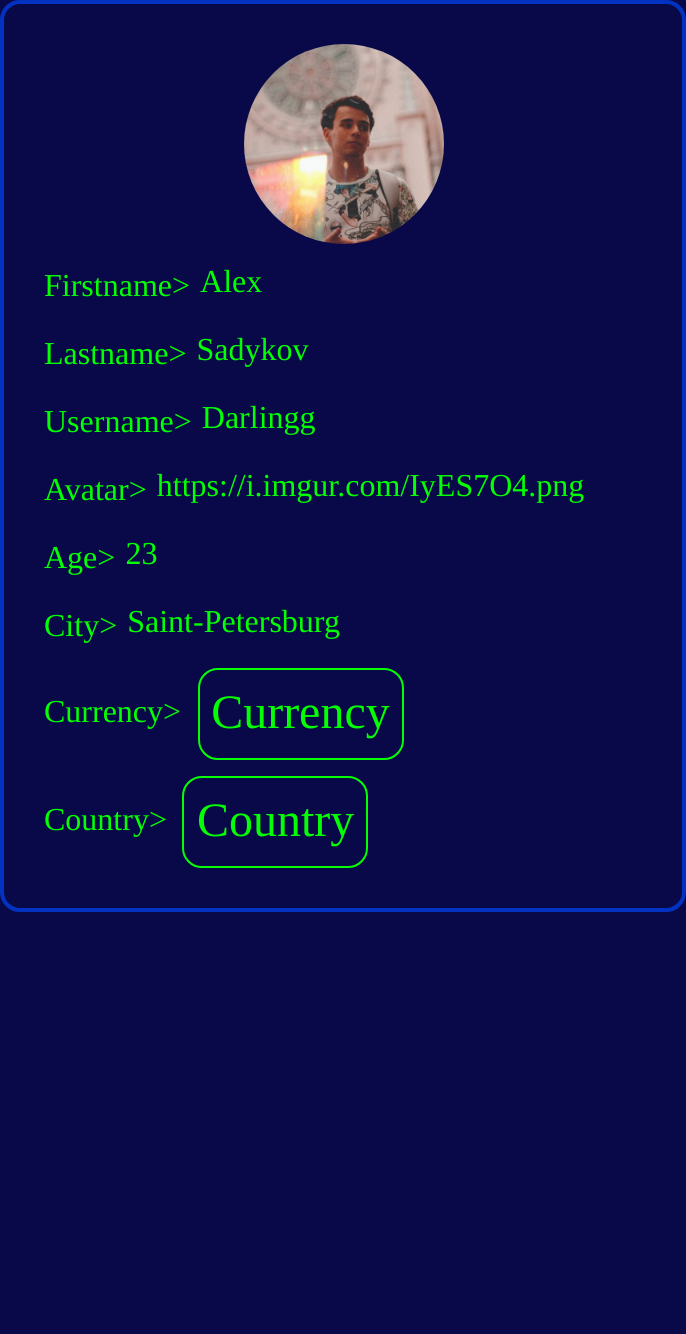 Firstname> Alex
Lastname> Sadykov
Username> Darlingg
Avatar> https://i.imgur.com/IyES7O4.png
Age> 23
City> Saint-Petersburg
Currency> Currency
Country> Country